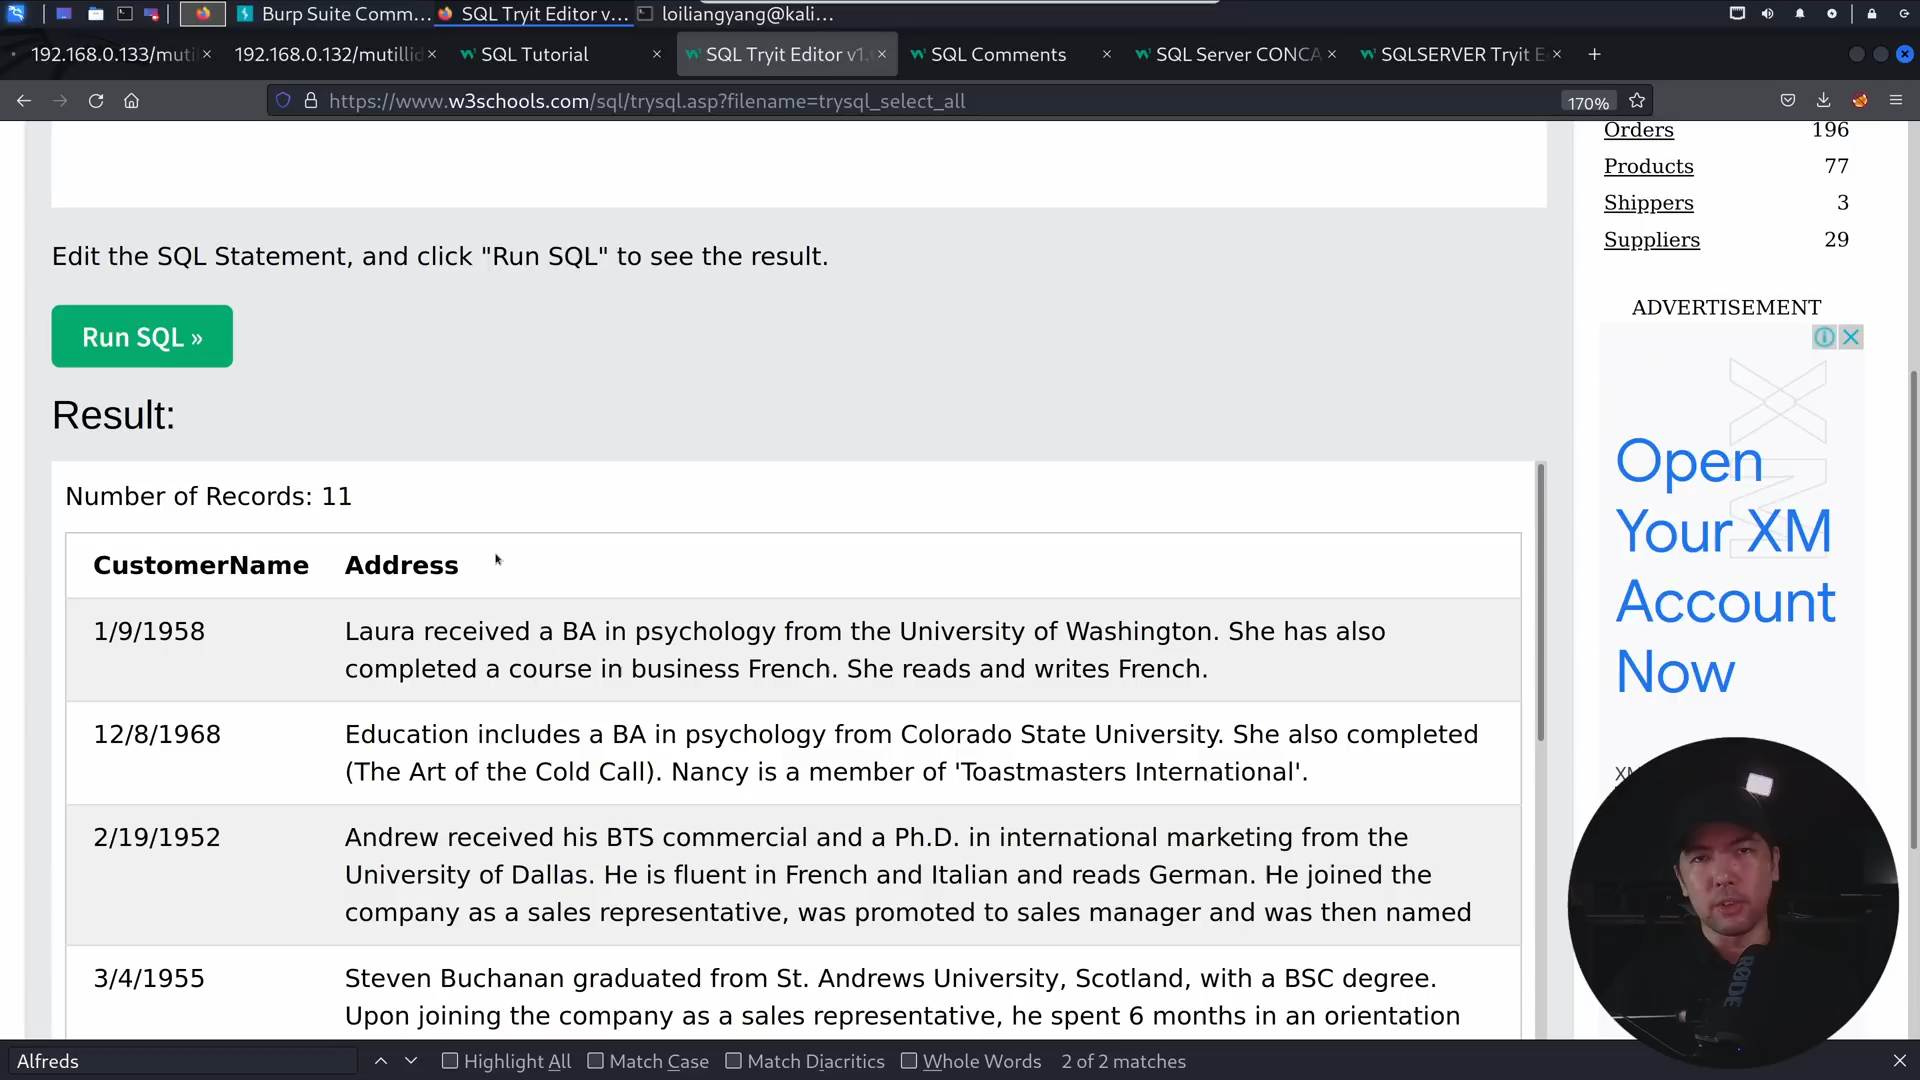 Burp Suite Comm...
SQL Tryit Editor v...
loiliangyang@kali...
192.168.0.133/muti
192.168.0.132/mutillid
SQL Tutorial
SQL Tryit Editor v1.
SQL Comments
SQL Server CONCA
SQLSERVER Tryit E
https://www.w3schools.com/sql/trysql.asp?filename=trysql_select_all
170%
Orders 196
Products 77
Shippers 3
Suppliers 29
Edit the SQL Statement, and click "Run SQL" to see the result.
Run SQL »
Result:
Number of Records: 11
CustomerName Address
1/9/1958 Laura received a BA in psychology from the University of Washington. She has also
completed a course in business French. She reads and writes French.
12/8/1968 Education includes a BA in psychology from Colorado State University. She also completed
(The Art of the Cold Call). Nancy is a member of 'Toastmasters International'.
2/19/1952 Andrew received his BTS commercial and a Ph.D. in international marketing from the
University of Dallas. He is fluent in French and Italian and reads German. He joined the
company as a sales representative, was promoted to sales manager and was then named
3/4/1955 Steven Buchanan graduated from St. Andrews University, Scotland, with a BSC degree.
Upon joining the company as a sales representative, he spent 6 months in an orientation
ADVERTISEMENT
XM
Open
Your XM
Account
Now
RØDE
Alfreds
Highlight All
Match Case
Match Diacritics
Whole Words
2 of 2 matches